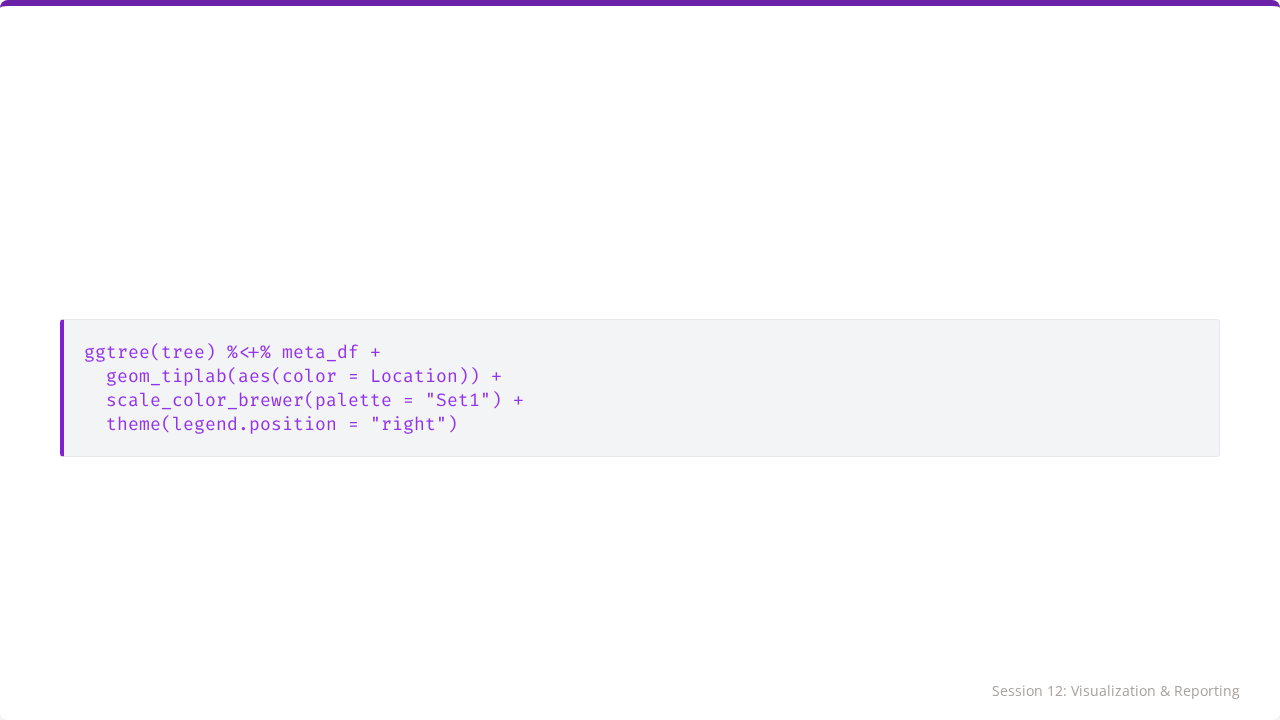 ggtree(tree) %<+% meta_df +
  geom_tiplab(aes(color = Location)) +
  scale_color_brewer(palette = "Set1") +
  theme(legend.position = "right")
Session 12: Visualization & Reporting